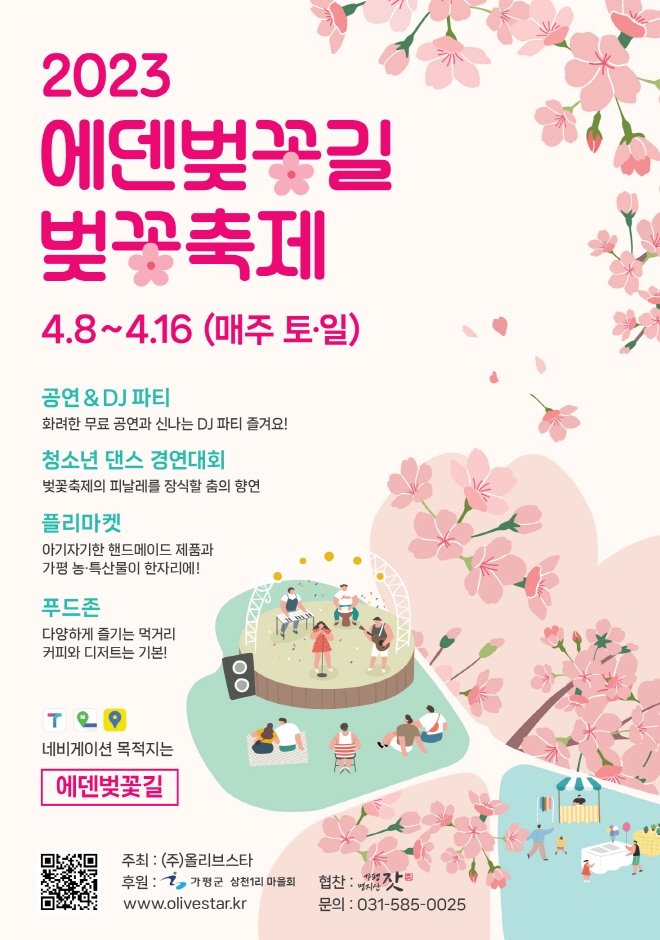 2023
에덴벚꽃길
벚꽃축제
4.8~4.16 (매주 토·일)
공연 & DJ 파티
화려한 무료 공연과 신나는 DJ 파티 즐겨요!
청소년 댄스 경연대회
벚꽃축제의 피날레를 장식할 춤의 향연
플리마켓
아기자기한 핸드메이드 제품과
가평 농·특산물이 한자리에!
푸드존
다양하게 즐기는 먹거리
커피와 디저트는 기본!
네비게이션 목적지는
에덴벚꽃길
주최 : (주)올리브스타
후원 : 가평군 상천1리 마을회
www.olivestar.kr
협찬 : 가평 명지산 잣
문의 : 031-585-0025